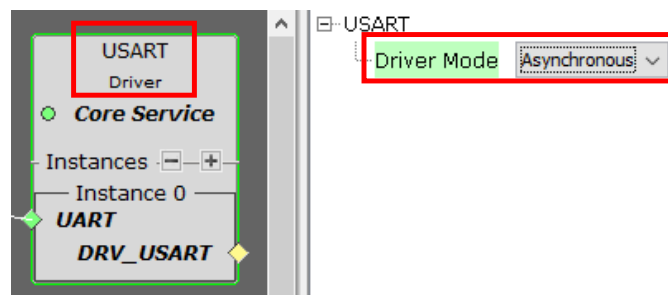 USART
Driver
Core Service
Instances
Instance 0
UART
DRV_USART
USART
Driver Mode Asynchronous